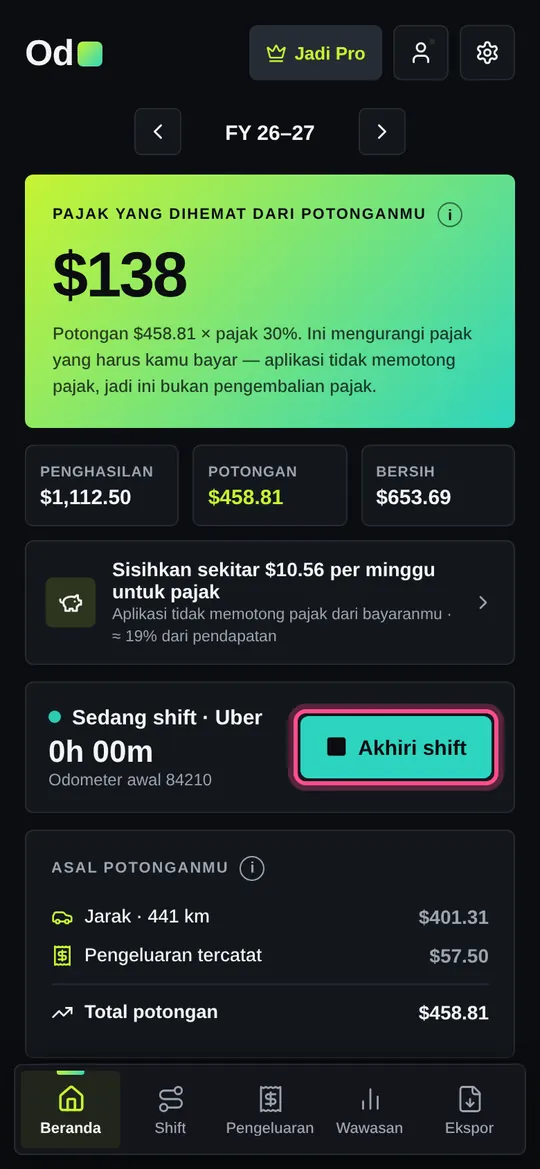 Od
Jadi Pro
FY 26–27
PAJAK YANG DIHEMAT DARI POTONGANMU i
$138
Potongan $458.81 × pajak 30%. Ini mengurangi pajak
yang harus kamu bayar — aplikasi tidak memotong
pajak, jadi ini bukan pengembalian pajak.
PENGHASILAN
$1,112.50
POTONGAN
$458.81
BERSIH
$653.69
Sisihkan sekitar $10.56 per minggu
untuk pajak
Aplikasi tidak memotong pajak dari bayaranmu ·
≈ 19% dari pendapatan
Sedang shift · Uber
0h 00m
Odometer awal 84210
Akhiri shift
ASAL POTONGANMU i
Jarak · 441 km $401.31
Pengeluaran tercatat $57.50
Total potongan $458.81
Beranda
Shift
Pengeluaran
Wawasan
Ekspor